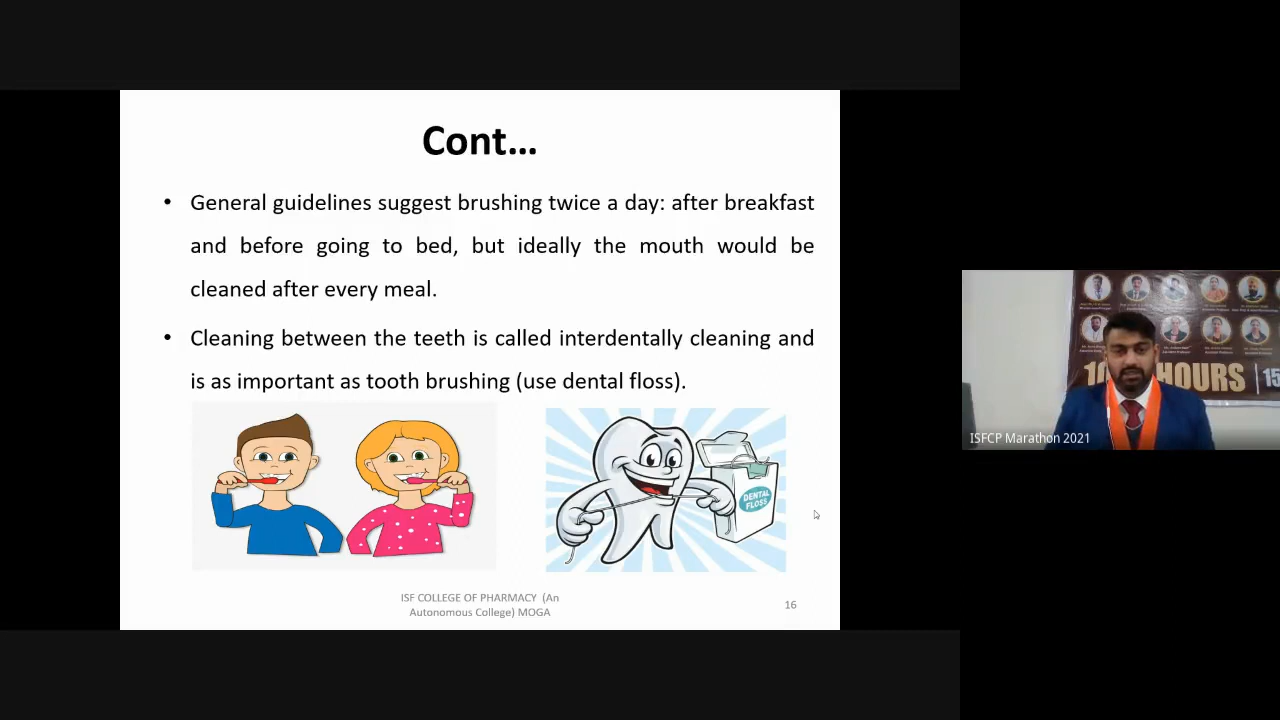 Cont...
• General guidelines suggest brushing twice a day: after breakfast
and before going to bed, but ideally the mouth would be
cleaned after every meal.
• Cleaning between the teeth is called interdentally cleaning and
is as important as tooth brushing (use dental floss).
DENTAL
FLOSS
ISF COLLEGE OF PHARMACY (An
Autonomous College) MOGA
16
HOURS
15
ISFCP Marathon 2021